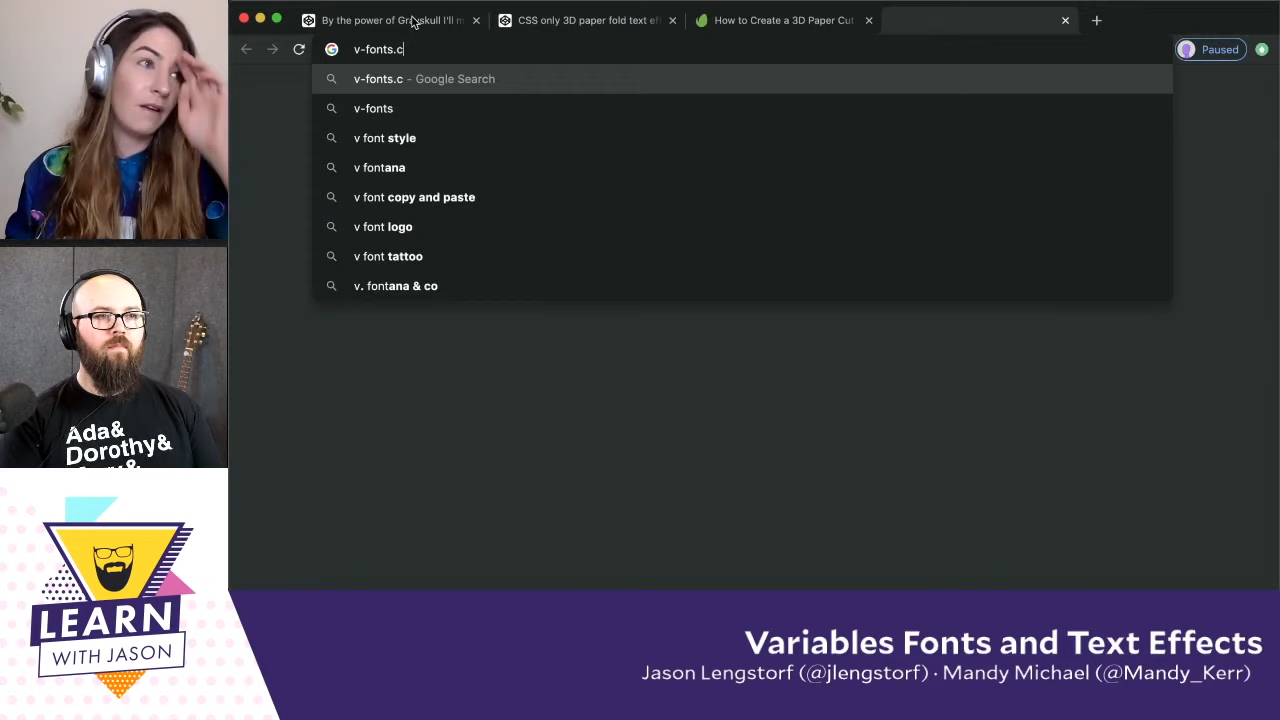 By the power of Grayskull I'll m
CSS only 3D paper fold text ef
How to Create a 3D Paper Cut
v-fonts.c
Paused
v-fonts.c - Google Search
v-fonts
v font style
v fontana
v font copy and paste
v font logo
v font tattoo
v. fontana & co
Ada&
Dorothy&
LEARN
WITH JASON
Variables Fonts and Text Effects
Jason Lengstorf (@jlengstorf) · Mandy Michael (@Mandy_Kerr)